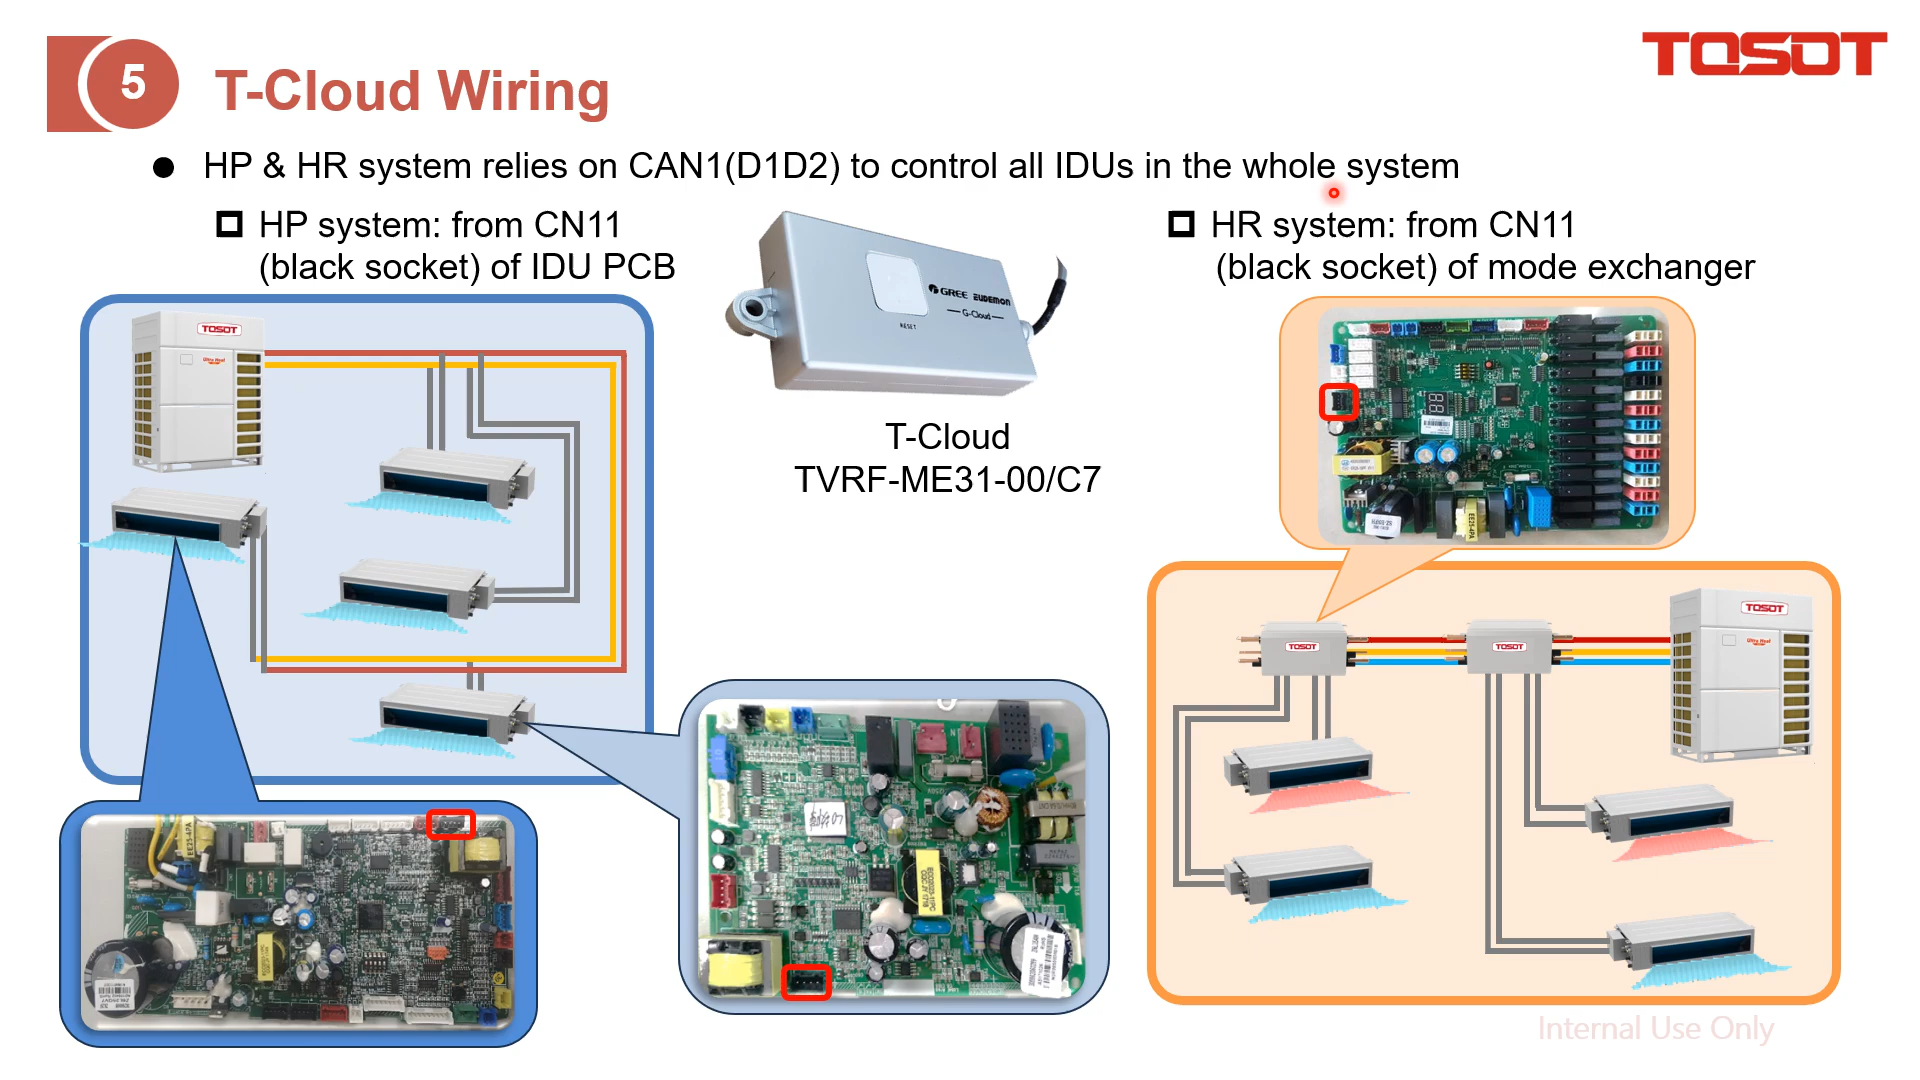 5
T-Cloud Wiring
TOSOT
● HP & HR system relies on CAN1(D1D2) to control all IDUs in the whole system
HP system: from CN11
(black socket) of IDU PCB
HR system: from CN11
(black socket) of mode exchanger
GREE EUDEMON
G-Cloud
RESET
T-Cloud
TVRF-ME31-00/C7
TOSOT
TOSOT
TOSOT
TOSOT
Internal Use Only